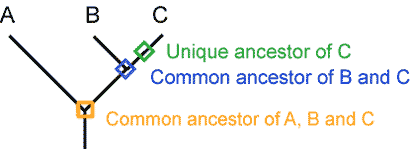 A B C
Unique ancestor of C
Common ancestor of B and C
Common ancestor of A, B and C